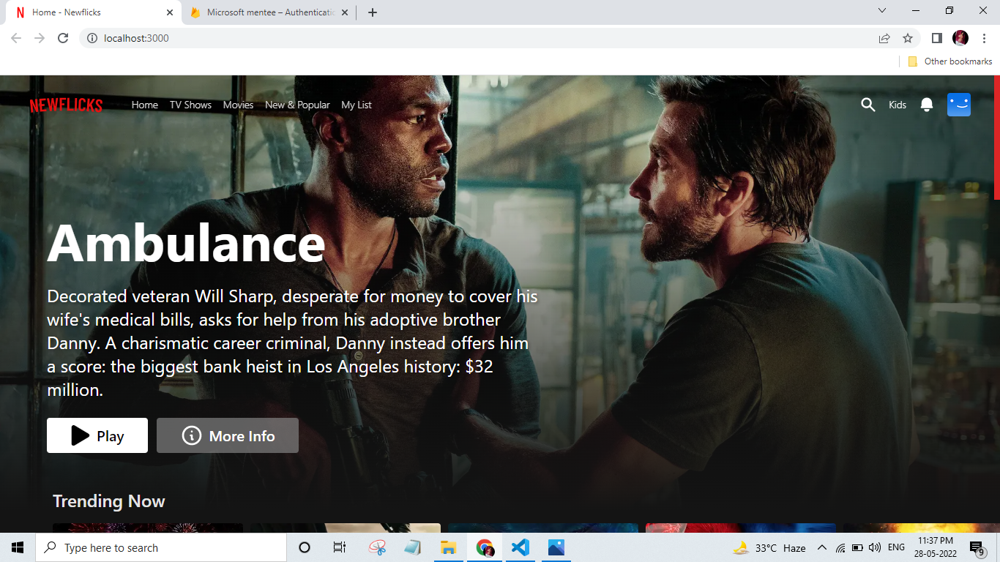 Home - Newflicks
Microsoft mentee – Authenticatic
localhost:3000
Other bookmarks
NEWFLICKS
Home TV Shows Movies New & Popular My List
Kids
Ambulance
Decorated veteran Will Sharp, desperate for money to cover his
wife's medical bills, asks for help from his adoptive brother
Danny. A charismatic career criminal, Danny instead offers him
a score: the biggest bank heist in Los Angeles history: $32
million.
Play
More Info
Trending Now
Type here to search
33°C Haze
ENG
11:37 PM
28-05-2022
9